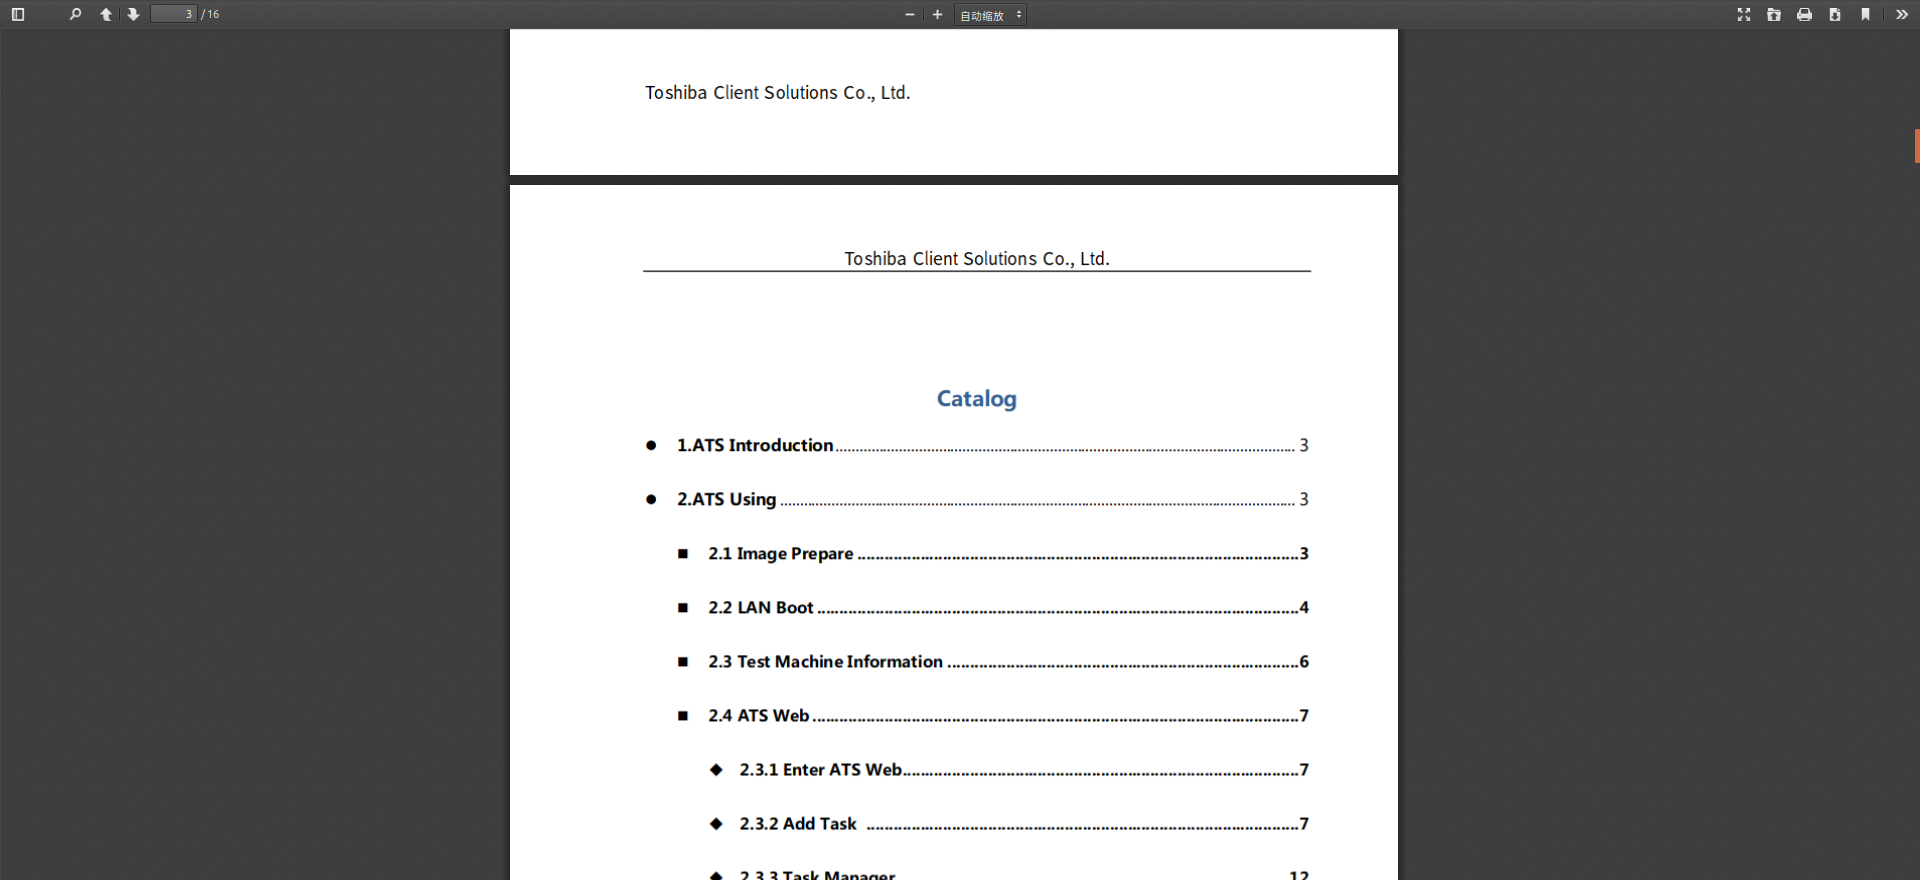 3 / 16
自动缩放
Toshiba Client Solutions Co., Ltd.
Toshiba Client Solutions Co., Ltd.
Catalog
● 1.ATS Introduction 3
● 2.ATS Using 3
■ 2.1 Image Prepare 3
■ 2.2 LAN Boot 4
■ 2.3 Test Machine Information 6
■ 2.4 ATS Web 7
◆ 2.3.1 Enter ATS Web 7
◆ 2.3.2 Add Task 7
◆ 2.3.3 Task Manager 12